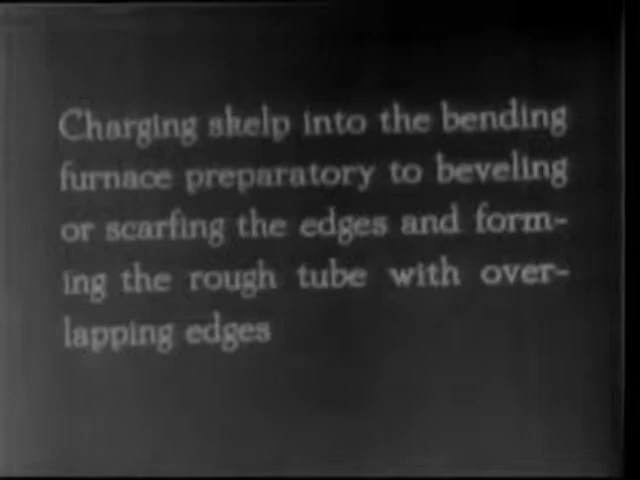 Charging skelp into the bending
furnace preparatory to beveling
or scarfing the edges and form-
ing the rough tube with over-
lapping edges